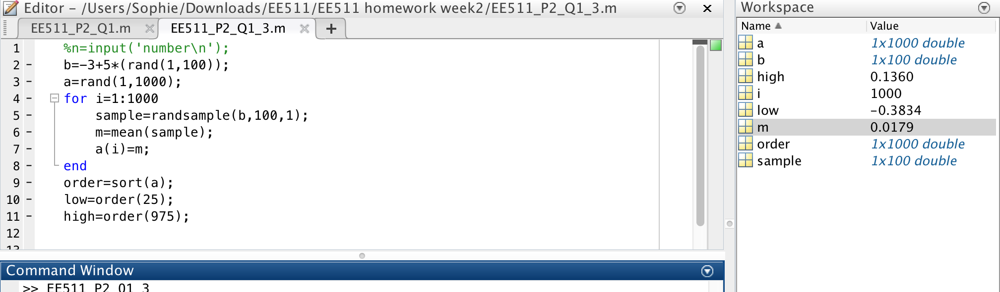 Editor – /Users/Sophie/Downloads/EE511/EE511 homework week2/EE511_P2_Q1_3.m
EE511_P2_Q1.m EE511_P2_Q1_3.m +
1 %n=input('number\n');
2 – b=-3+5*(rand(1,100));
3 – a=rand(1,1000);
4 – for i=1:1000
5 – sample=randsample(b,100,1);
6 – m=mean(sample);
7 – a(i)=m;
8 – end
9 – order=sort(a);
10 – low=order(25);
11 – high=order(975);
12
13
Command Window
>> EE511_P2_Q1_3
Workspace
Name Value
a 1x1000 double
b 1x100 double
high 0.1360
i 1000
low -0.3834
m 0.0179
order 1x1000 double
sample 1x100 double